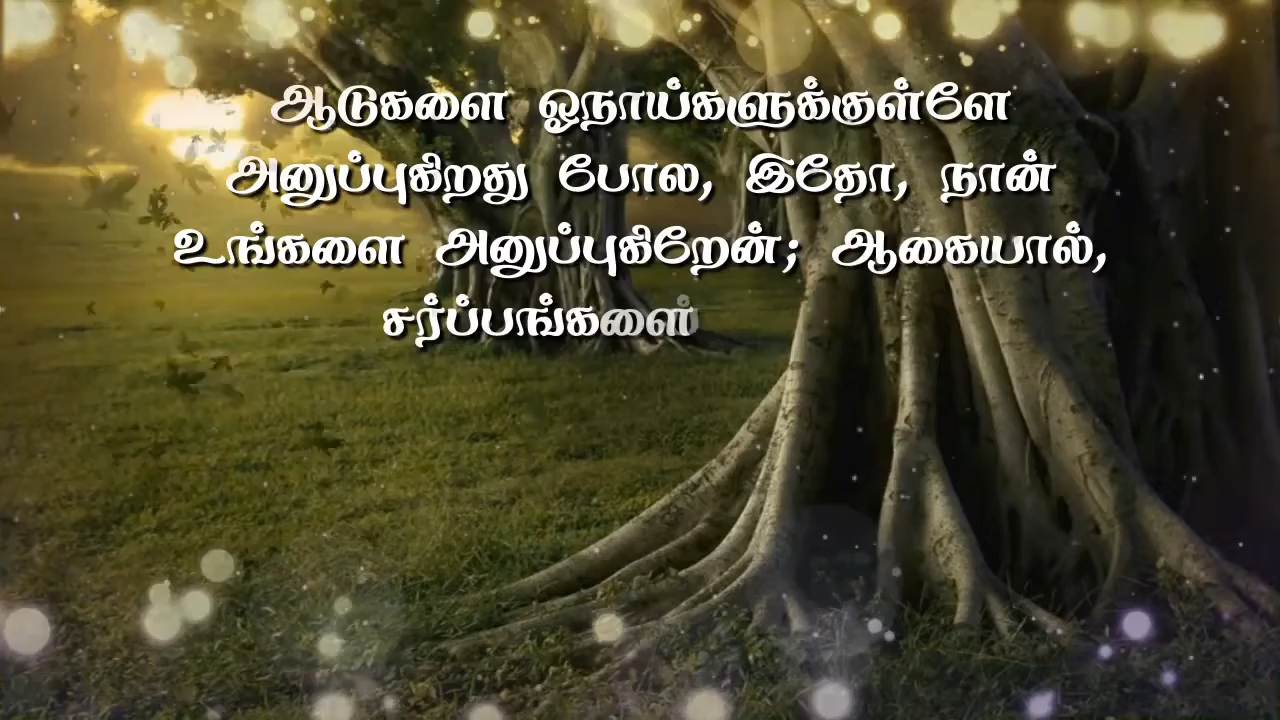 ஆடுகளை ஓநாய்களுக்குள்ளே
அனுப்புகிறது போல, இதோ, நான்
உங்களை அனுப்புகிறேன்; ஆகையால்,
சர்ப்பங்களை